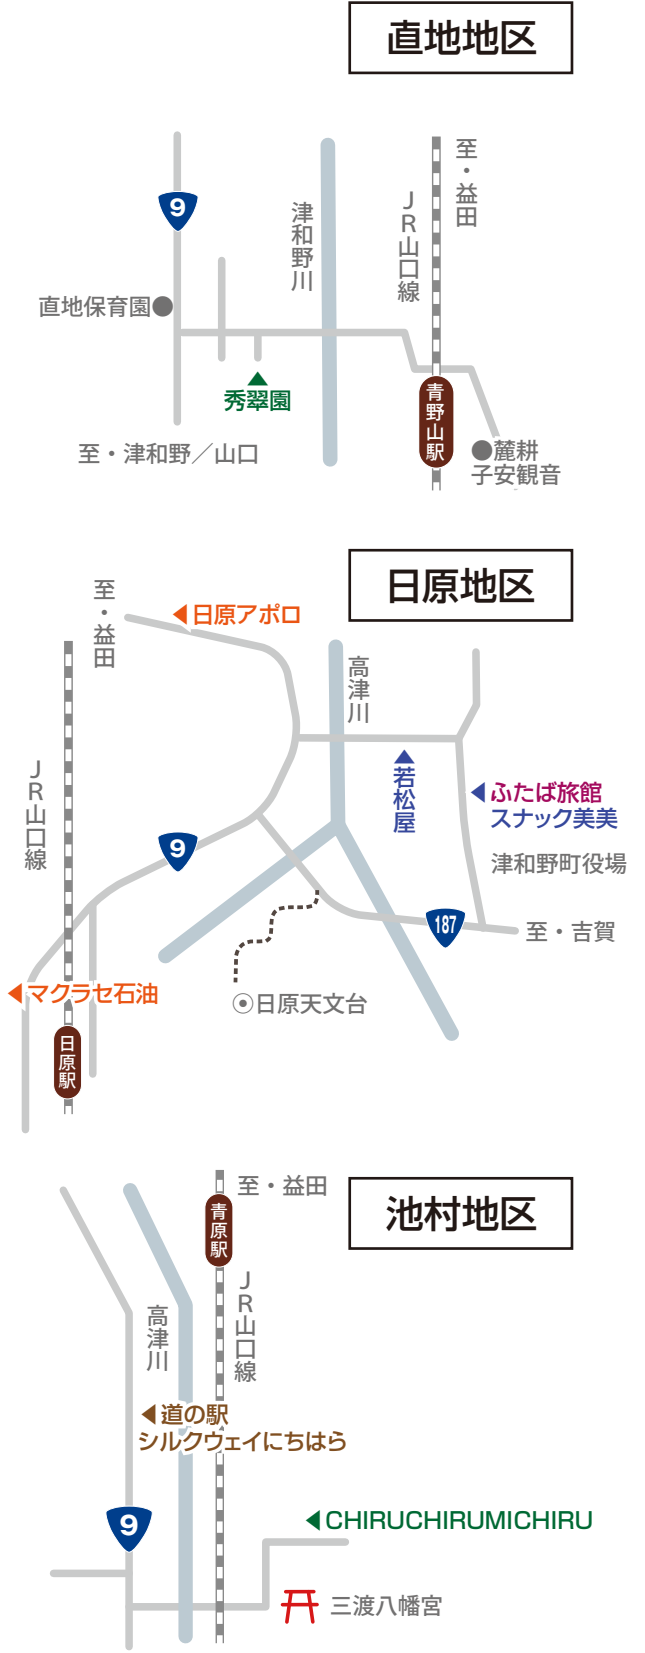 直地地区
至・益田
9
JR山口線
津和野川
直地保育園
秀翠園
青野山駅
至・津和野／山口
麓耕
子安観音
日原地区
至・益田
日原アポロ
高津川
JR山口線
若松屋
ふたば旅館
スナック美美
9
津和野町役場
187
至・吉賀
マクラセ石油
日原天文台
日原駅
池村地区
至・益田
青原駅
JR山口線
高津川
道の駅
シルクウェイにちはら
9
CHIRUCHIRUMICHIRU
三渡八幡宮